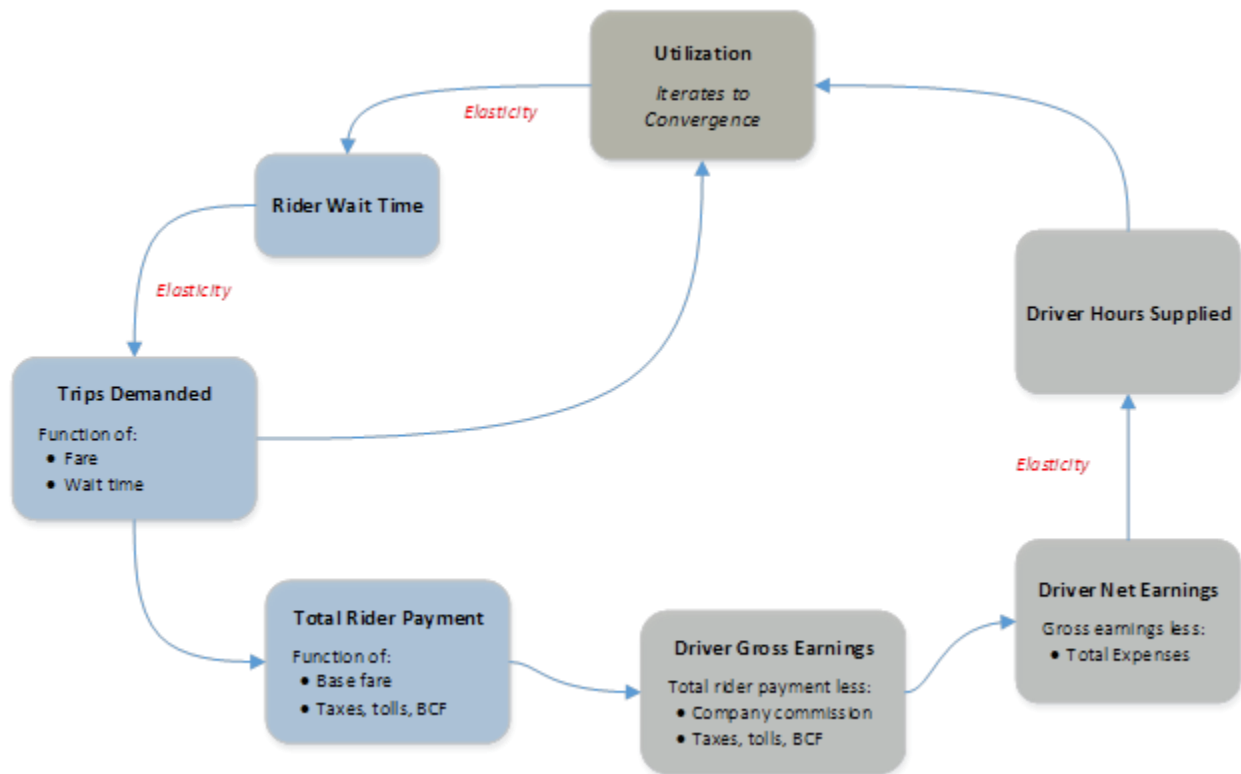 Utilization
Iterates to
Convergence
Elasticity
Rider Wait Time
Elasticity
Trips Demanded
Function of:
● Fare
● Wait time
Driver Hours Supplied
Elasticity
Total Rider Payment
Function of:
● Base fare
● Taxes, tolls, BCF
Driver Gross Earnings
Total rider payment less:
● Company commission
● Taxes, tolls, BCF
Driver Net Earnings
Gross earnings less:
● Total Expenses